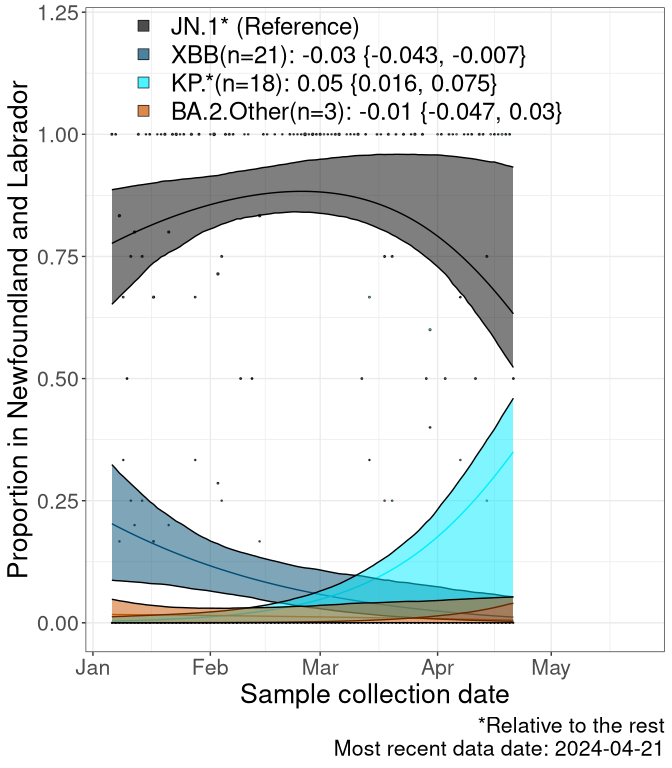 JN.1* (Reference)
XBB(n=21): -0.03 {-0.043, -0.007}
KP.*(n=18): 0.05 {0.016, 0.075}
BA.2.Other(n=3): -0.01 {-0.047, 0.03}
Proportion in Newfoundland and Labrador
1.25
1.00
0.75
0.50
0.25
0.00
Jan Feb Mar Apr May
Sample collection date
*Relative to the rest
Most recent data date: 2024-04-21